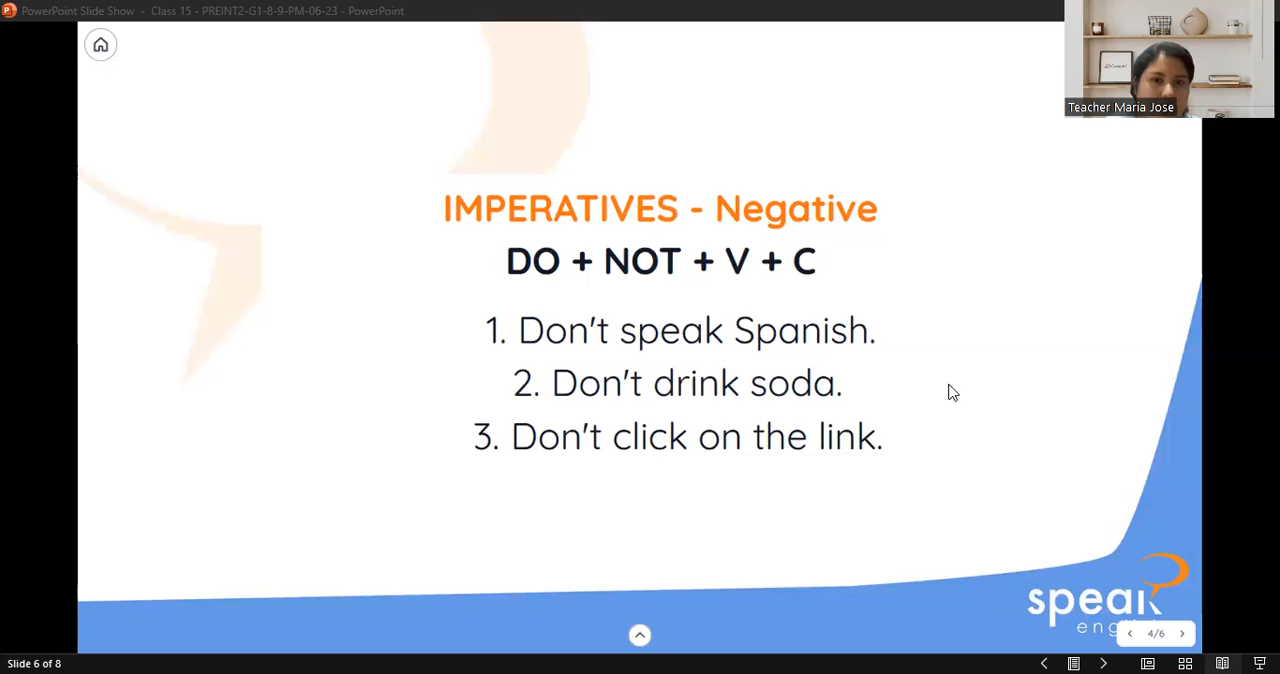 PowerPoint Slide Show - Class 15 - PREINT2-G1-8-9-PM-06-23 - PowerPoint
Teacher Maria Jose
IMPERATIVES - Negative
DO + NOT + V + C
1. Don't speak Spanish.
2. Don't drink soda.
3. Don't click on the link.
speak
4/6
Slide 6 of 8